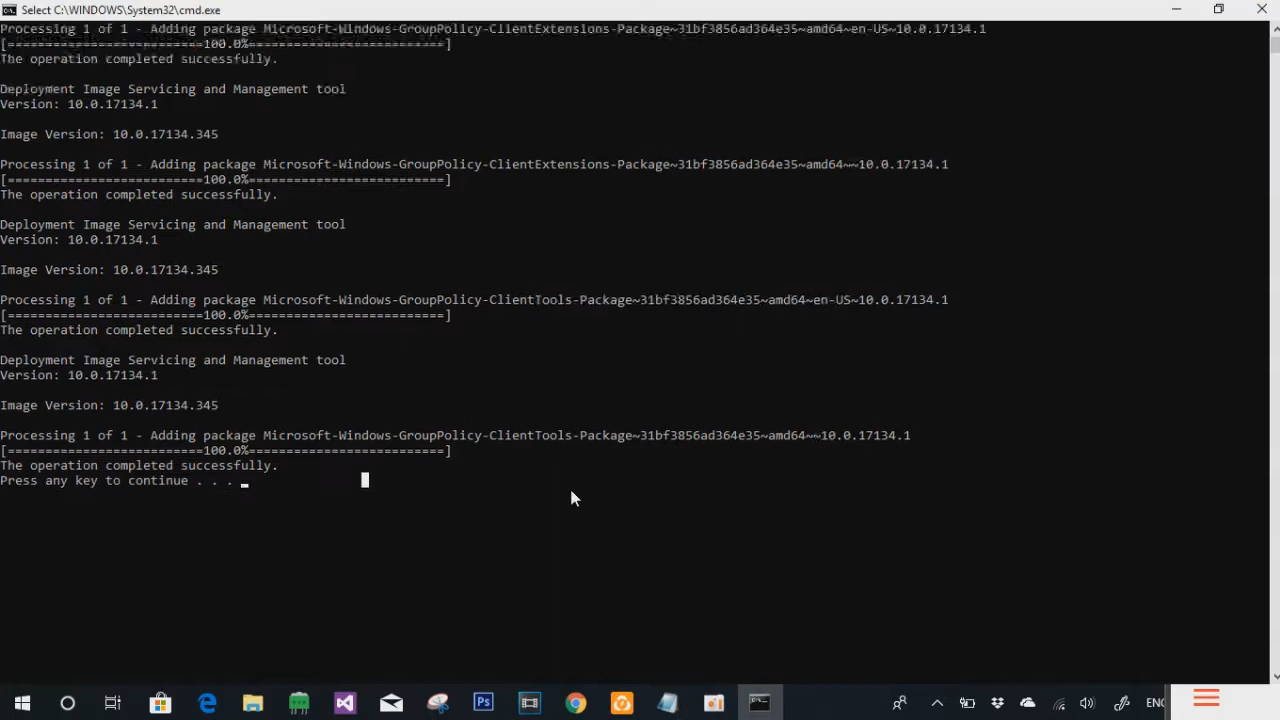 Select C:\WINDOWS\System32\cmd.exe
Processing 1 of 1 - Adding package Microsoft-Windows-GroupPolicy-ClientExtensions-Package~31bf3856ad364e35~amd64~en-US~10.0.17134.1
[==========================100.0%==========================]
The operation completed successfully.
Deployment Image Servicing and Management tool
Version: 10.0.17134.1
Image Version: 10.0.17134.345
Processing 1 of 1 - Adding package Microsoft-Windows-GroupPolicy-ClientExtensions-Package~31bf3856ad364e35~amd64~~10.0.17134.1
[==========================100.0%==========================]
The operation completed successfully.
Deployment Image Servicing and Management tool
Version: 10.0.17134.1
Image Version: 10.0.17134.345
Processing 1 of 1 - Adding package Microsoft-Windows-GroupPolicy-ClientTools-Package~31bf3856ad364e35~amd64~en-US~10.0.17134.1
[==========================100.0%==========================]
The operation completed successfully.
Deployment Image Servicing and Management tool
Version: 10.0.17134.1
Image Version: 10.0.17134.345
Processing 1 of 1 - Adding package Microsoft-Windows-GroupPolicy-ClientTools-Package~31bf3856ad364e35~amd64~~10.0.17134.1
[==========================100.0%==========================]
The operation completed successfully.
Press any key to continue . . .
Ps
ENG